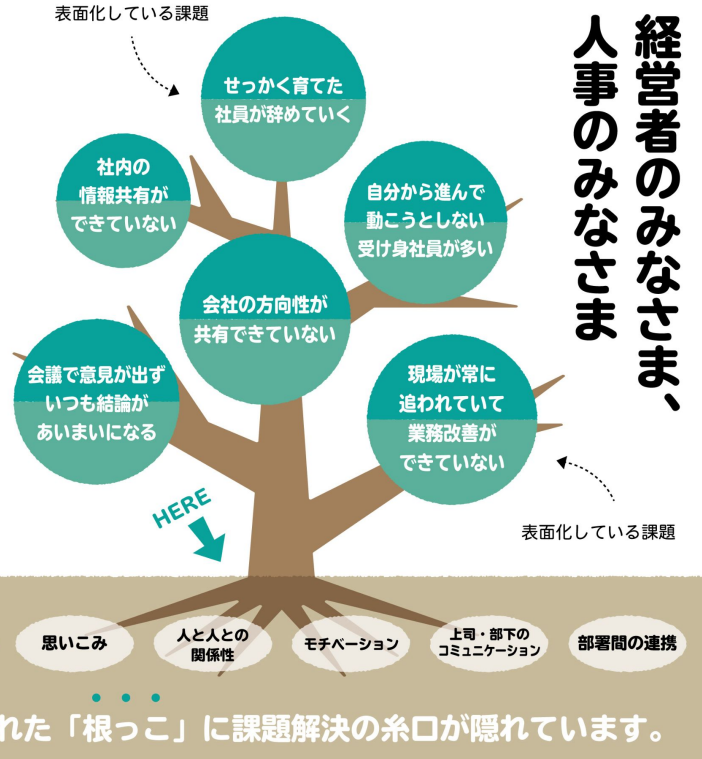 経営者のみなさま、
人事のみなさま
表面化している課題
せっかく育てた
社員が辞めていく
社内の
情報共有が
できていない
自分から進んで
動こうとしない
受け身社員が多い
会社の方向性が
共有できていない
会議で意見が出ず
いつも結論が
あいまいになる
現場が常に
追われていて
業務改善が
できていない
表面化している課題
HERE
思いこみ
人と人との
関係性
モチベーション
上司・部下の
コミュニケーション
部署間の連携
れた「根っこ」に課題解決の糸口が隠れています。